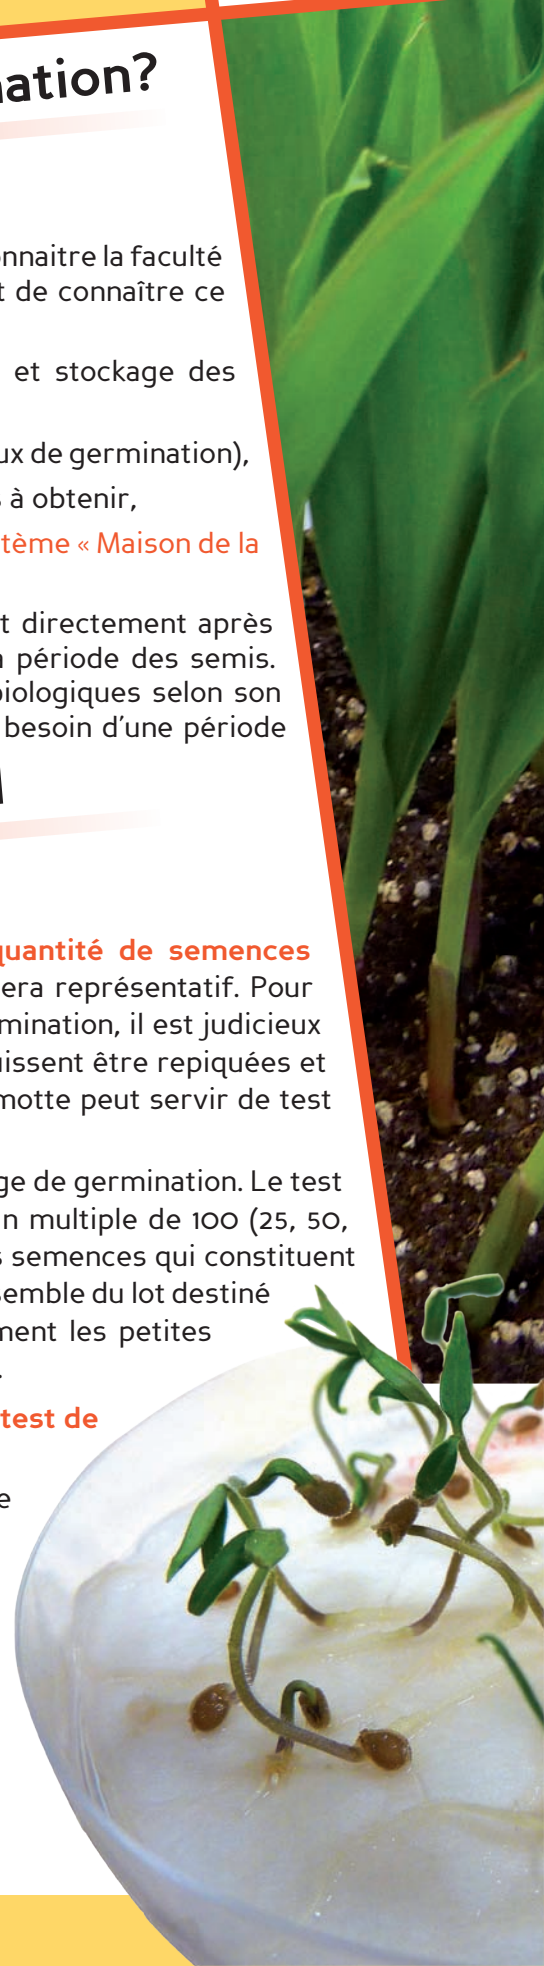 ation?
nnaitre la faculté
t de connaître ce
et stockage des
ux de germination),
à obtenir,
tème « Maison de la
t directement après
période des semis.
biologiques selon son
besoin d’une période
quantité de semences
sera représentatif. Pour
mination, il est judicieux
uissent être repiquées et
motte peut servir de test
ge de germination. Le test
n multiple de 100 (25, 50,
s semences qui constituent
semble du lot destiné
ment les petites
.
test de
e